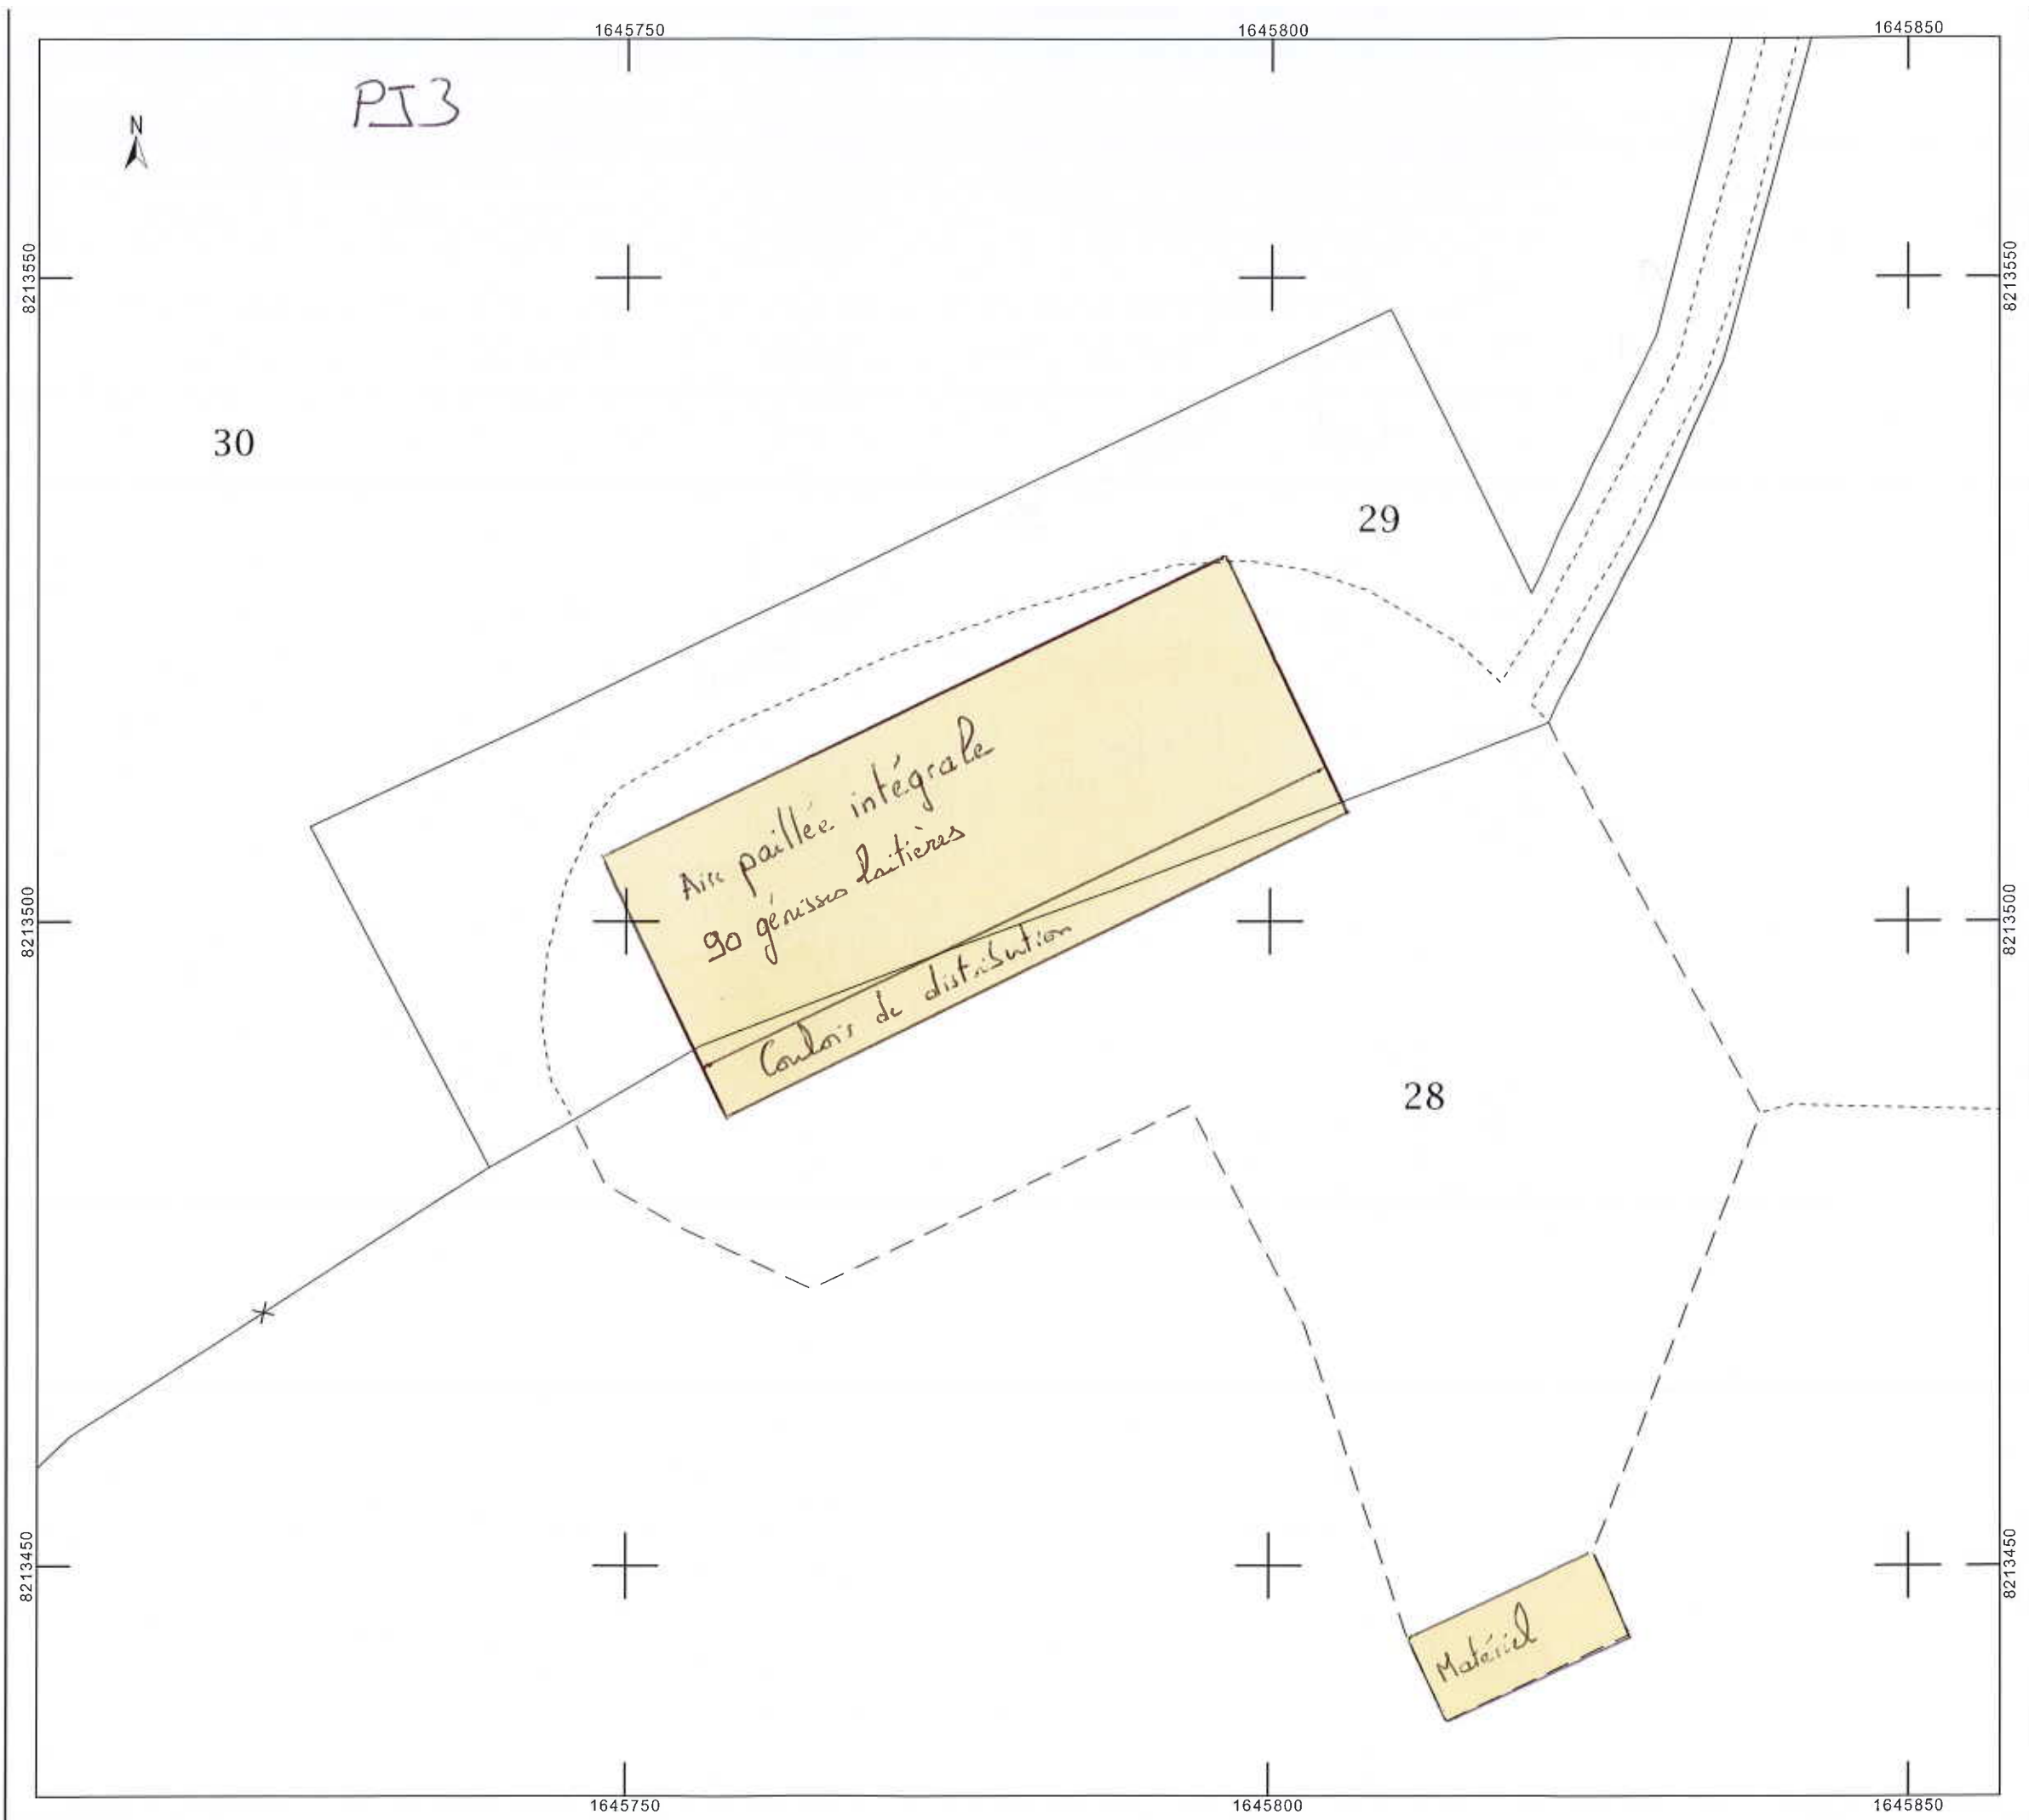 1645750
1645800
1645850
PJ3
N
8213550
8213550
30
29
Aire paillée intégrale
90 génisses laitières
8213500
8213500
Couloir de distribution
28
8213450
8213450
Matériel
1645750
1645800
1645850